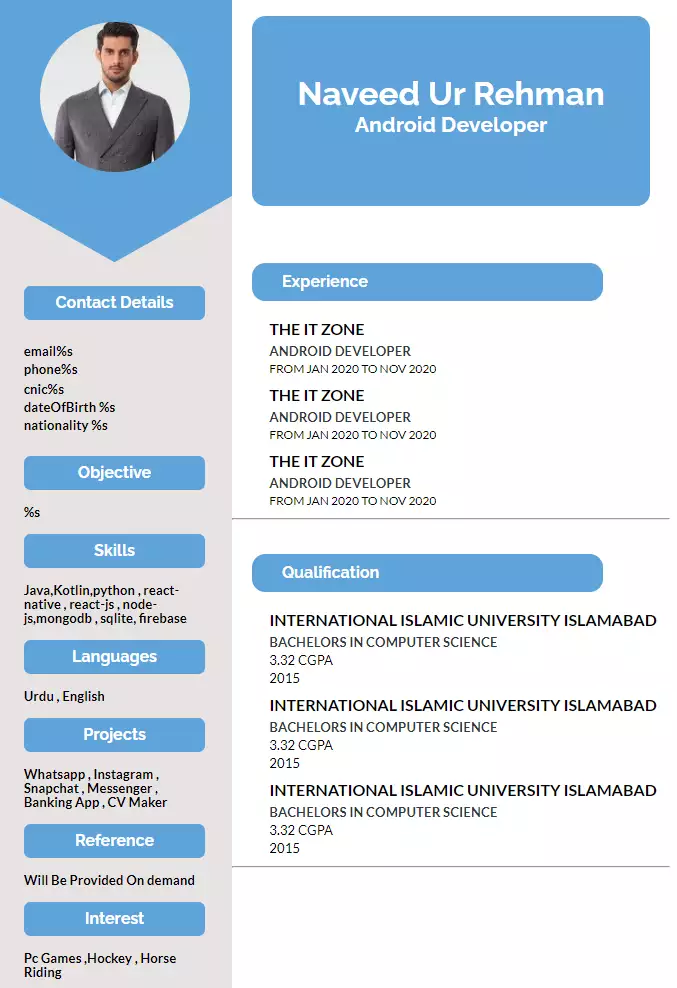 Naveed Ur Rehman
Android Developer
Contact Details
email%s
phone%s
cnic%s
dateOfBirth %s
nationality %s
Objective
%s
Skills
Java,Kotlin,python , react-
native , react-js , node-
js,mongodb , sqlite, firebase
Languages
Urdu , English
Projects
Whatsapp , Instagram ,
Snapchat , Messenger ,
Banking App , CV Maker
Reference
Will Be Provided On demand
Interest
Pc Games ,Hockey , Horse
Riding
Experience
THE IT ZONE
ANDROID DEVELOPER
FROM JAN 2020 TO NOV 2020
THE IT ZONE
ANDROID DEVELOPER
FROM JAN 2020 TO NOV 2020
THE IT ZONE
ANDROID DEVELOPER
FROM JAN 2020 TO NOV 2020
Qualification
INTERNATIONAL ISLAMIC UNIVERSITY ISLAMABAD
BACHELORS IN COMPUTER SCIENCE
3.32 CGPA
2015
INTERNATIONAL ISLAMIC UNIVERSITY ISLAMABAD
BACHELORS IN COMPUTER SCIENCE
3.32 CGPA
2015
INTERNATIONAL ISLAMIC UNIVERSITY ISLAMABAD
BACHELORS IN COMPUTER SCIENCE
3.32 CGPA
2015